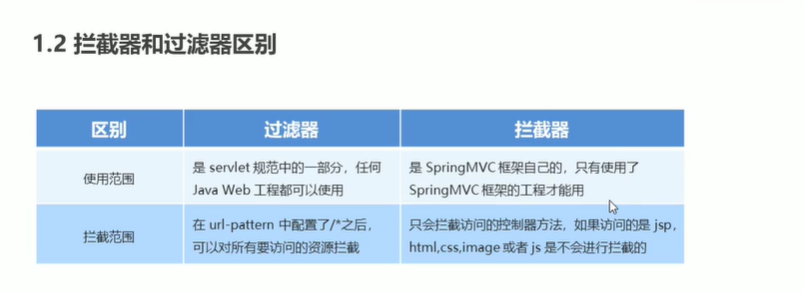 1.2 拦截器和过滤器区别
区别 过滤器 拦截器
使用范围
是 servlet 规范中的一部分，任何
Java Web 工程都可以使用
是 SpringMVC 框架自己的，只有使用了
SpringMVC 框架的工程才能用
拦截范围
在 url-pattern 中配置了/*之后，
可以对所有要访问的资源拦截
只会拦截访问的控制器方法，如果访问的是 jsp，
html,css,image 或者 js 是不会进行拦截的